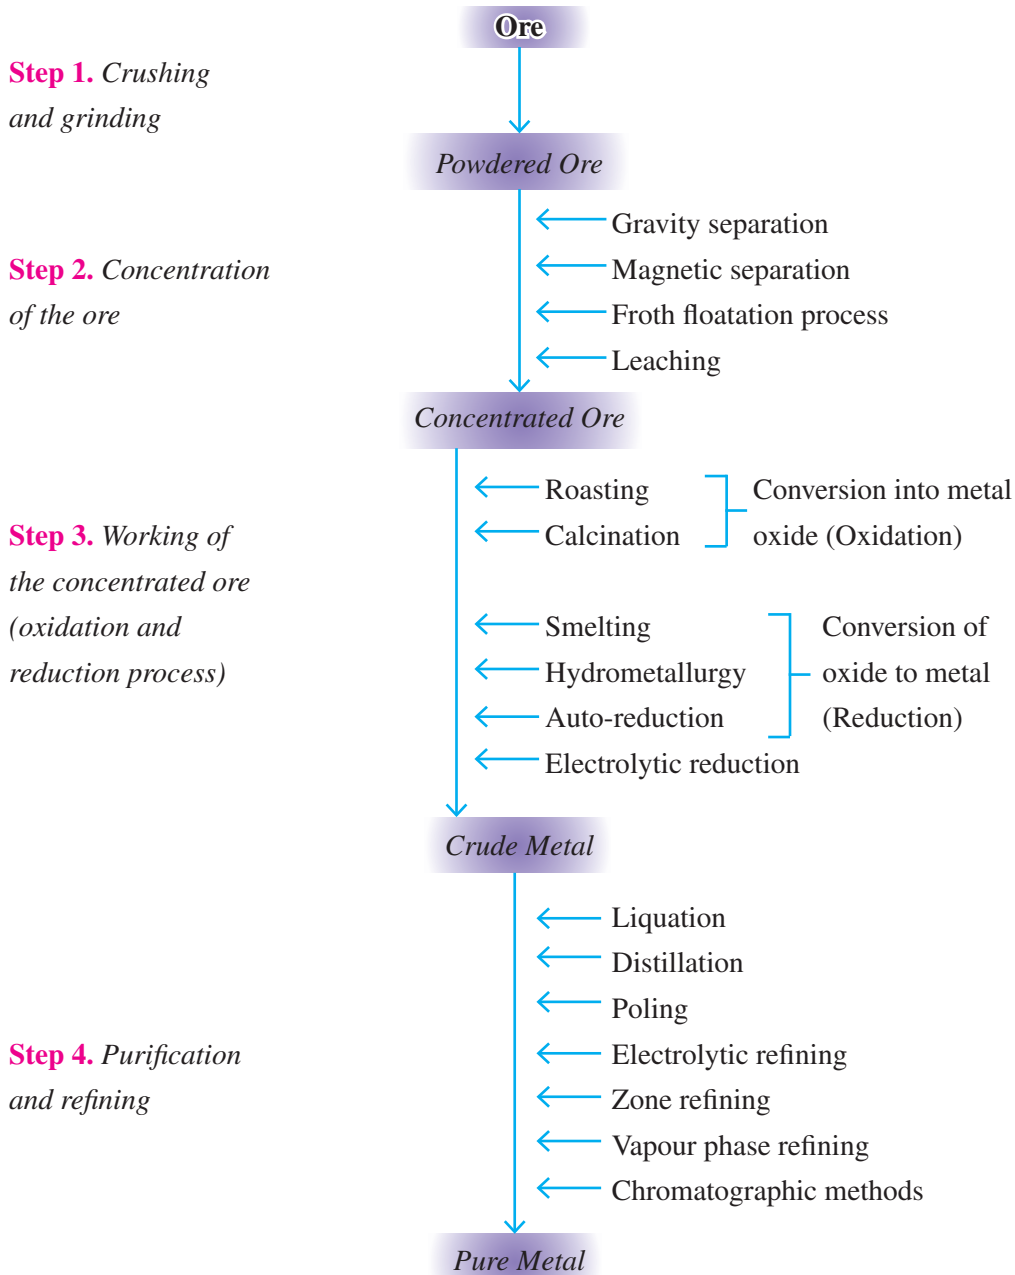 Ore
Step 1. Crushing
and grinding
Powdered Ore
Gravity separation
Step 2. Concentration
of the ore
Magnetic separation
Froth floatation process
Leaching
Concentrated Ore
Roasting
Calcination
Conversion into metal
oxide (Oxidation)
Step 3. Working of
the concentrated ore
(oxidation and
reduction process)
Smelting
Hydrometallurgy
Auto-reduction
Conversion of
oxide to metal
(Reduction)
Electrolytic reduction
Crude Metal
Liquation
Distillation
Poling
Step 4. Purification
and refining
Electrolytic refining
Zone refining
Vapour phase refining
Chromatographic methods
Pure Metal